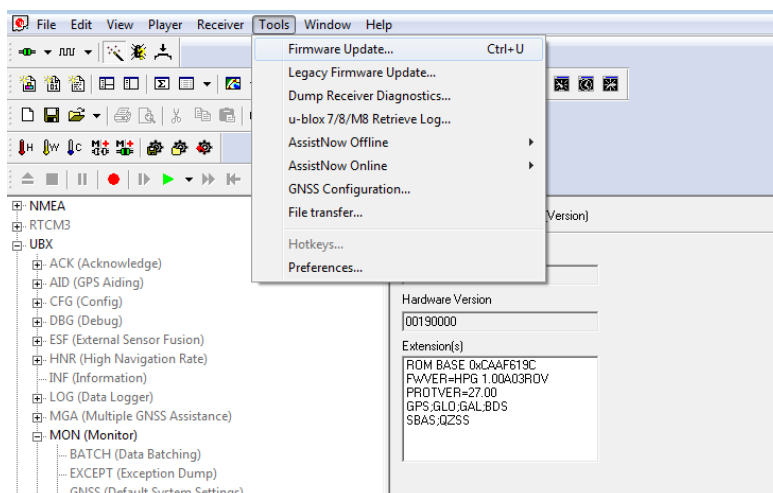 File Edit View Player Receiver Tools Window Help
Firmware Update... Ctrl+U
Legacy Firmware Update...
Dump Receiver Diagnostics...
u-blox 7/8/M8 Retrieve Log...
AssistNow Offline
AssistNow Online
GNSS Configuration...
File transfer...
Hotkeys...
Preferences...
H W C
NMEA
RTCM3
UBX
ACK (Acknowledge)
AID (GPS Aiding)
CFG (Config)
DBG (Debug)
ESF (External Sensor Fusion)
HNR (High Navigation Rate)
INF (Information)
LOG (Data Logger)
MGA (Multiple GNSS Assistance)
MON (Monitor)
BATCH (Data Batching)
EXCEPT (Exception Dump)
GNSS (Default System Settings)
Version)
Hardware Version
00190000
Extension(s)
ROM BASE 0xCAAF619C
FWVER=HPG 1.00A03ROV
PROTVER=27.00
GPS;GLO;GAL;BDS
SBAS;QZSS